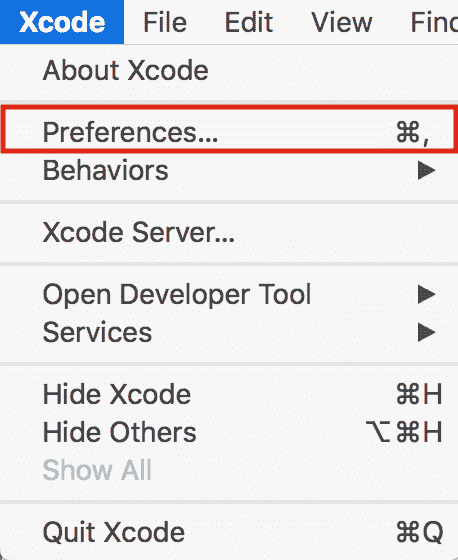 Xcode File Edit View Find
About Xcode
Preferences... ⌘,
Behaviors ▶
Xcode Server...
Open Developer Tool ▶
Services ▶
Hide Xcode ⌘H
Hide Others ⌥⌘H
Show All
Quit Xcode ⌘Q